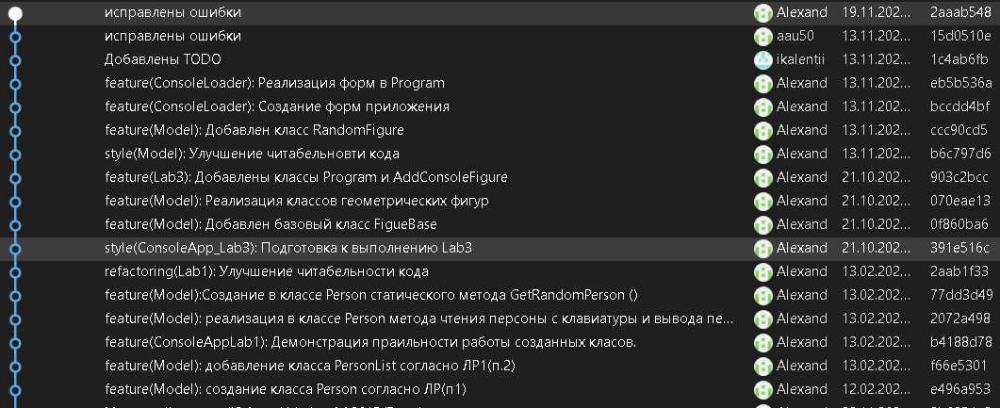 исправлены ошибки Alexand 19.11.202... 2aaab548
исправлены ошибки aau50 13.11.202... 15d0510e
Добавлены TODO ikalentii 13.11.202... 1c4ab6fb
feature(ConsoleLoader): Реализация форм в Program Alexand 13.11.202... eb5b536a
feature(ConsoleLoader): Создание форм приложения Alexand 13.11.202... bccdd4bf
feature(Model): Добавлен класс RandomFigure Alexand 13.11.202... ccc90cd5
style(Model): Улучшение читабельновти кода Alexand 13.11.202... b6c797d6
feature(Lab3): Добавлены классы Program и AddConsoleFigure Alexand 21.10.202... 903c2bcc
feature(Model): Реализация классов геометрических фигур Alexand 21.10.202... 070eae13
feature(Model): Добавлен базовый класс FigueBase Alexand 21.10.202... 0f860ba6
style(ConsoleApp_Lab3): Подготовка к выполнению Lab3 Alexand 21.10.202... 391e516c
refactoring(Lab1): Улучшение читабельности кода Alexand 13.02.202... 2aab1f33
feature(Model):Создание в классе Person статического метода GetRandomPerson () Alexand 13.02.202... 77dd3d49
feature(Model): реализация в классе Person метода чтения персоны с клавиатуры и вывода пе... Alexand 13.02.202... 2072a498
feature(ConsoleAppLab1): Демонстрация праильности работы созданных класов. Alexand 13.02.202... b4188d78
feature(Model): добавление класса PersonList согласно ЛР1(п.2) Alexand 13.02.202... f66e5301
feature(Model): создание класса Person согласно ЛР(п1) Alexand 12.02.202... e496a953